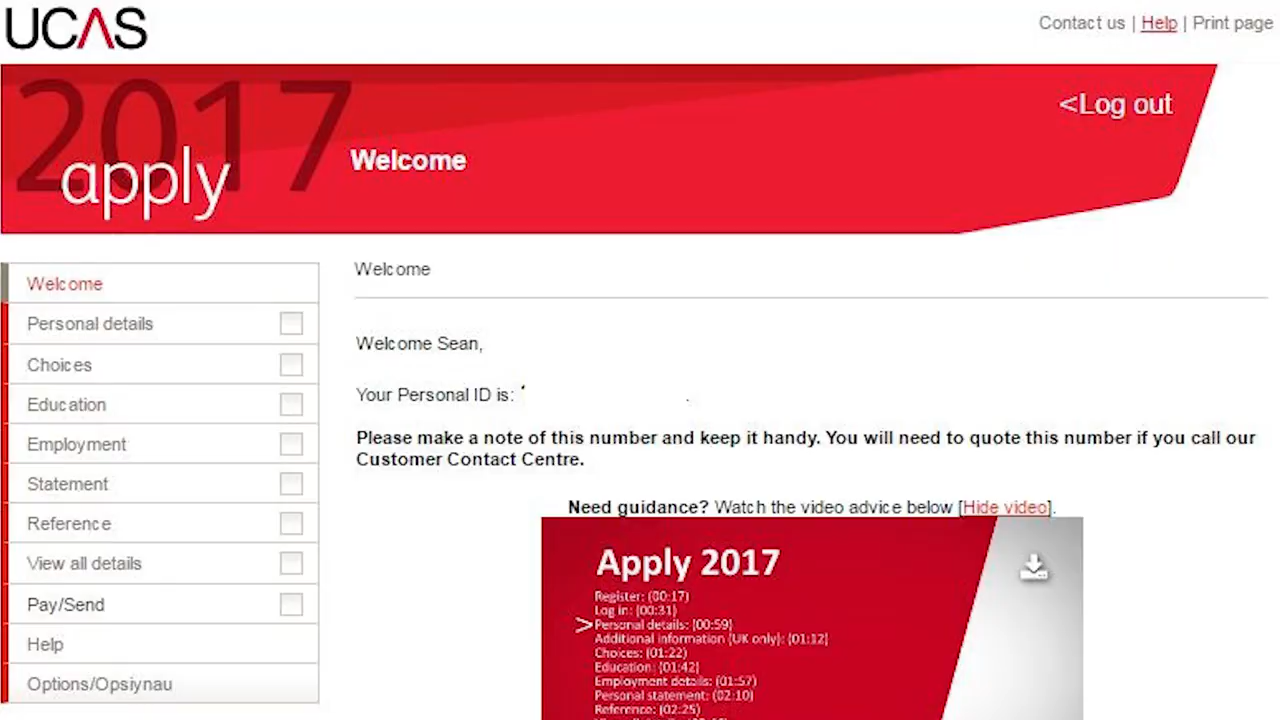 UCAS
Contact us | Help | Print page
2017
apply
Welcome
<Log out
Welcome
Personal details
Choices
Education
Employment
Statement
Reference
View all details
Pay/Send
Help
Options/Opsiynau
Welcome
Welcome Sean,
Your Personal ID is:
Please make a note of this number and keep it handy. You will need to quote this number if you call our
Customer Contact Centre.
Need guidance? Watch the video advice below [Hide video].
Apply 2017
Register: (00:17)
Log in: (00:31)
>Personal details: (00:59)
Additional information (UK only): (01:12)
Choices: (01:22)
Education: (01:42)
Employment details: (01:57)
Personal statement: (02:10)
Reference: (02:25)